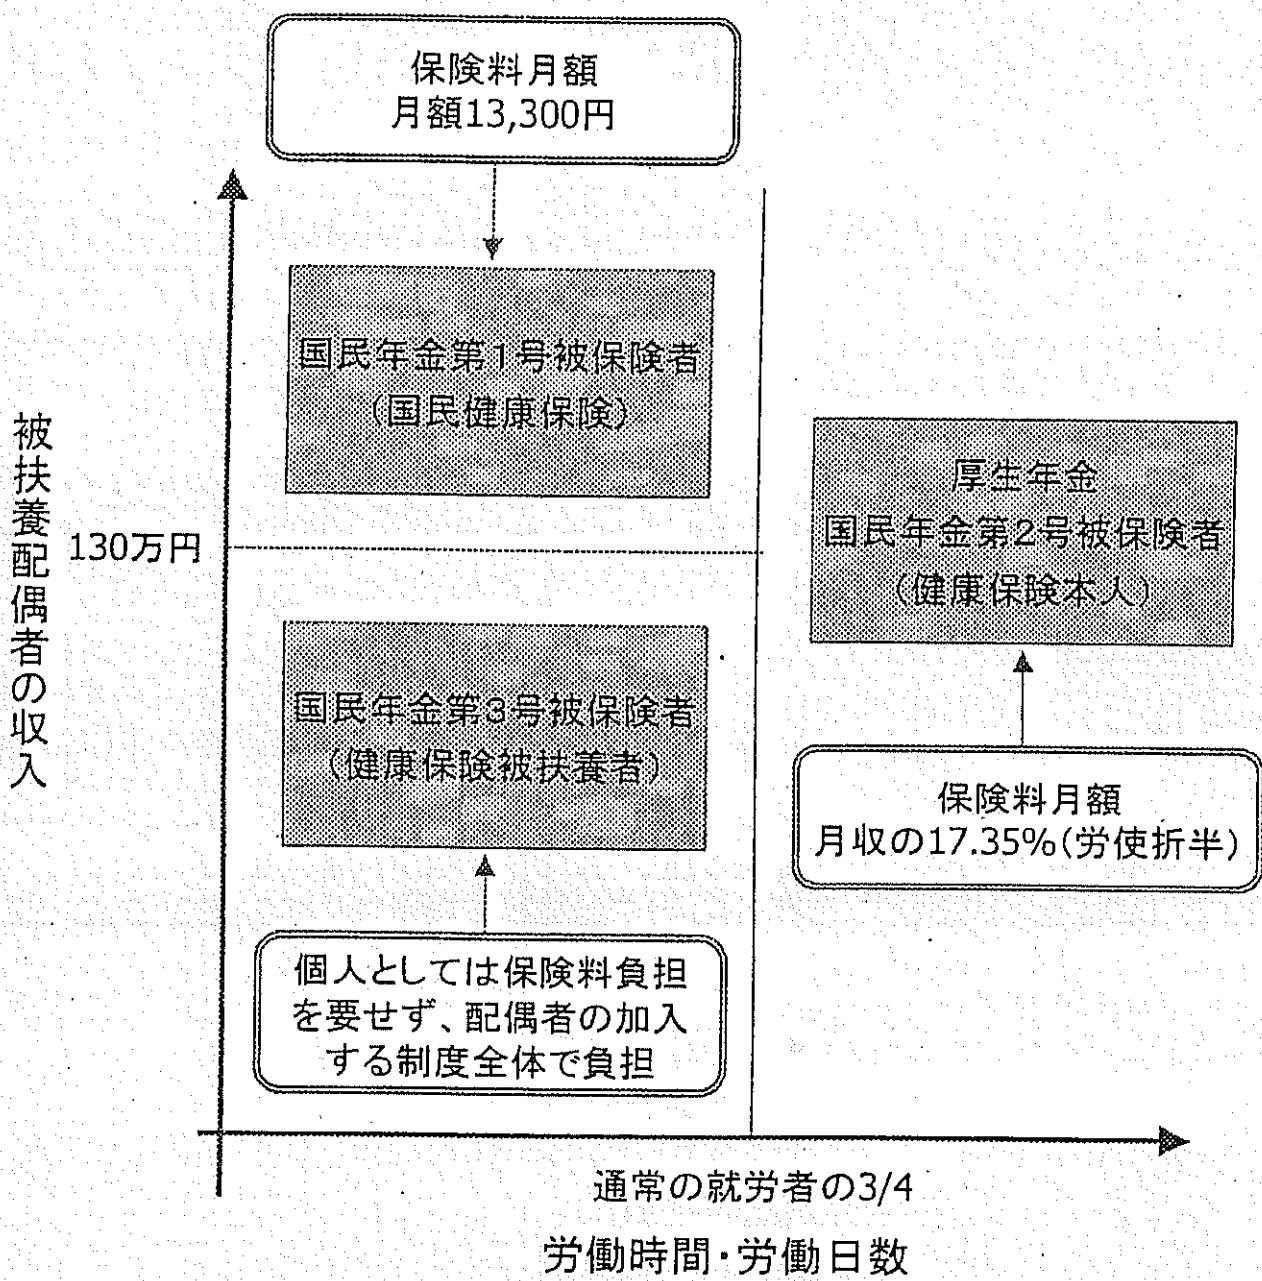 保険料月額
月額13,300円
国民年金第1号被保険者
(国民健康保険)
被扶養配偶者の収入
130万円
厚生年金
国民年金第2号被保険者
(健康保険本人)
国民年金第3号被保険者
(健康保険被扶養者)
保険料月額
月収の17.35%(労使折半)
個人としては保険料負担
を要せず、配偶者の加入
する制度全体で負担
通常の就労者の3/4
労働時間・労働日数